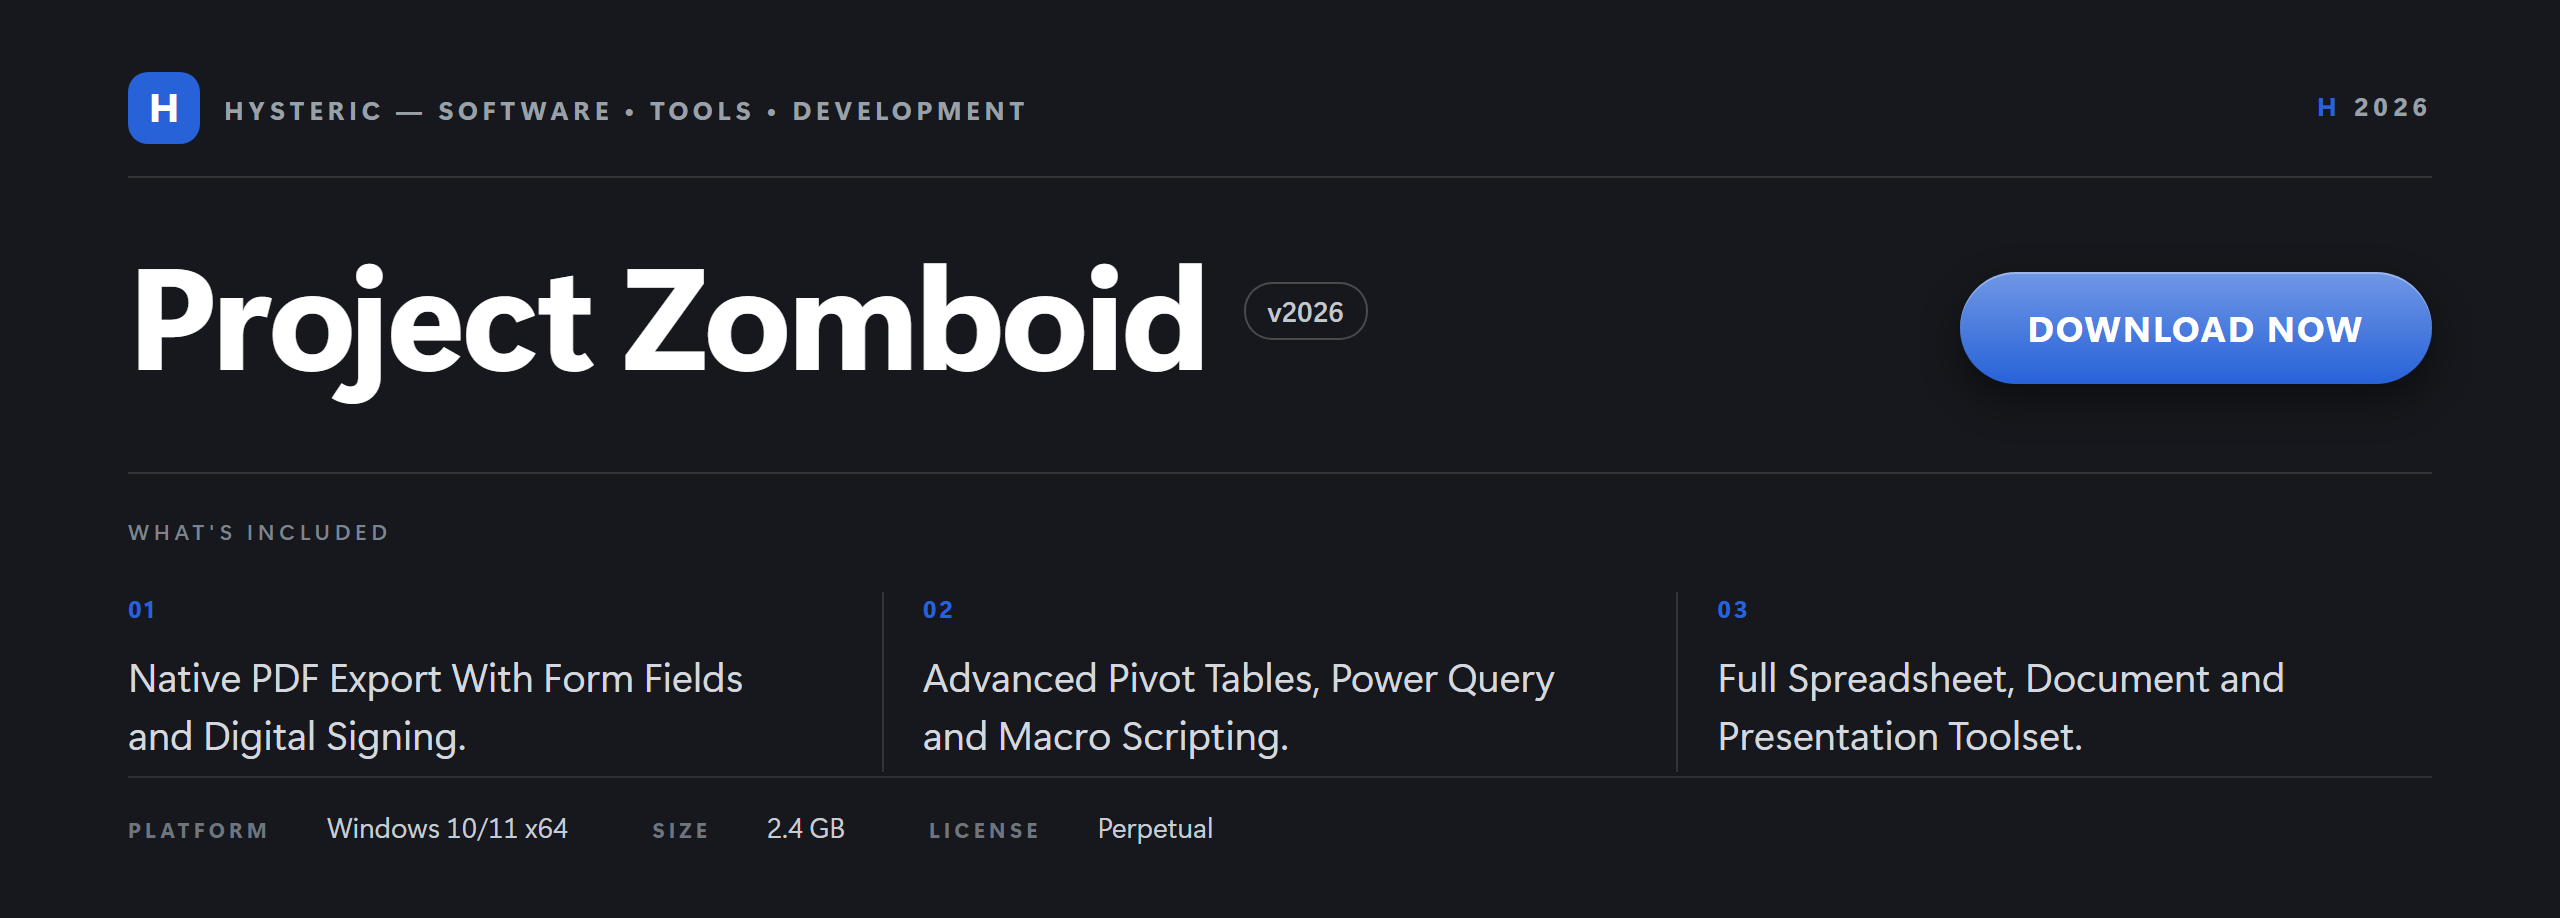 H HYSTERIC — SOFTWARE • TOOLS • DEVELOPMENT
H 2026
Project Zomboid v2026
DOWNLOAD NOW
WHAT'S INCLUDED
01
Native PDF Export With Form Fields
and Digital Signing.
02
Advanced Pivot Tables, Power Query
and Macro Scripting.
03
Full Spreadsheet, Document and
Presentation Toolset.
PLATFORM Windows 10/11 x64 SIZE 2.4 GB LICENSE Perpetual